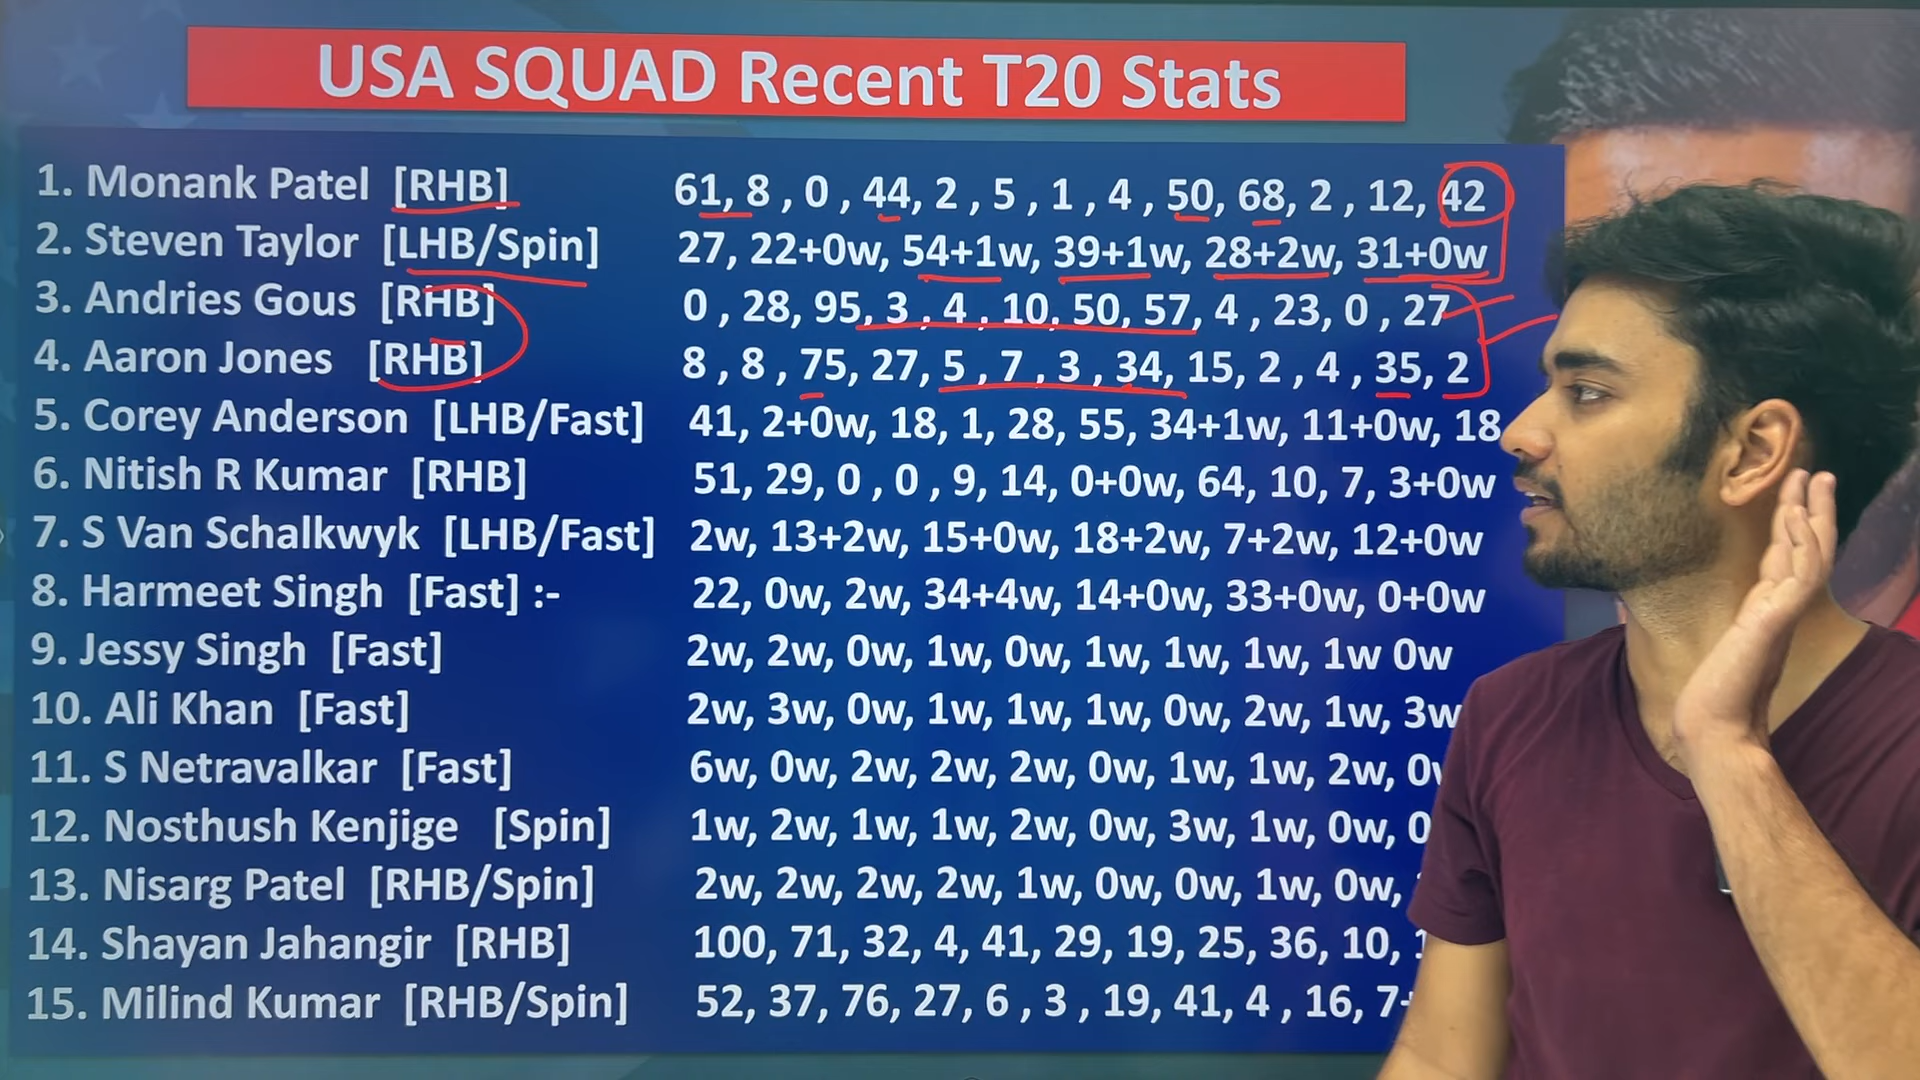 USA SQUAD Recent T20 Stats
1. Monank Patel [RHB] 61, 8 , 0 , 44, 2 , 5 , 1 , 4 , 50, 68, 2 , 12, 42
2. Steven Taylor [LHB/Spin] 27, 22+0w, 54+1w, 39+1w, 28+2w, 31+0w
3. Andries Gous [RHB] 0 , 28, 95, 3 , 4 , 10, 50, 57, 4 , 23, 0 , 27
4. Aaron Jones [RHB] 8 , 8 , 75, 27, 5 , 7 , 3 , 34, 15, 2 , 4 , 35, 2
5. Corey Anderson [LHB/Fast] 41, 2+0w, 18, 1, 28, 55, 34+1w, 11+0w, 18
6. Nitish R Kumar [RHB] 51, 29, 0 , 0 , 9, 14, 0+0w, 64, 10, 7, 3+0w
7. S Van Schalkwyk [LHB/Fast] 2w, 13+2w, 15+0w, 18+2w, 7+2w, 12+0w
8. Harmeet Singh [Fast] :- 22, 0w, 2w, 34+4w, 14+0w, 33+0w, 0+0w
9. Jessy Singh [Fast] 2w, 2w, 0w, 1w, 0w, 1w, 1w, 1w, 1w 0w
10. Ali Khan [Fast] 2w, 3w, 0w, 1w, 1w, 1w, 0w, 2w, 1w, 3w
11. S Netravalkar [Fast] 6w, 0w, 2w, 2w, 2w, 0w, 1w, 1w, 2w,
12. Nosthush Kenjige [Spin] 1w, 2w, 1w, 1w, 2w, 0w, 3w, 1w, 0w,
13. Nisarg Patel [RHB/Spin] 2w, 2w, 2w, 2w, 1w, 0w, 0w, 1w, 0w,
14. Shayan Jahangir [RHB] 100, 71, 32, 4, 41, 29, 19, 25, 36, 10,
15. Milind Kumar [RHB/Spin] 52, 37, 76, 27, 6 , 3 , 19, 41, 4 , 16,